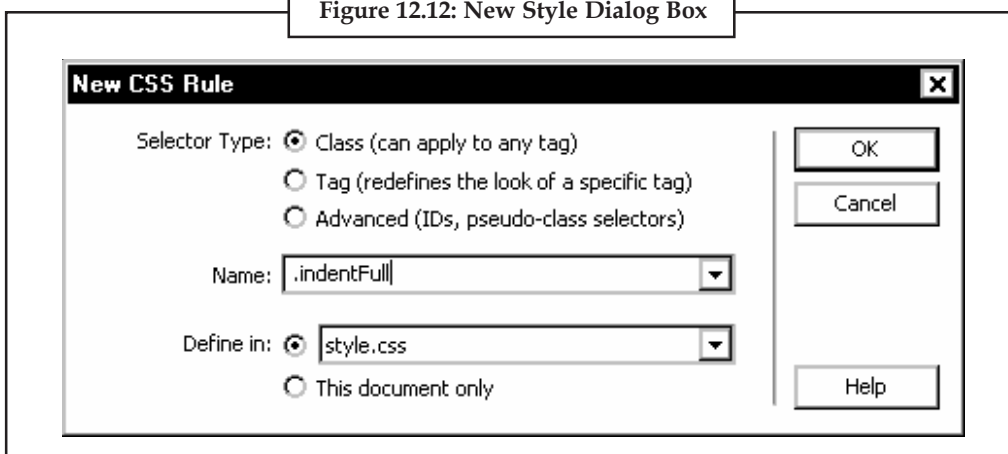 Figure 12.12: New Style Dialog Box
New CSS Rule
Selector Type: Class (can apply to any tag)
Tag (redefines the look of a specific tag)
Advanced (IDs, pseudo-class selectors)
Name: .indentFull
Define in: style.css
This document only
OK
Cancel
Help